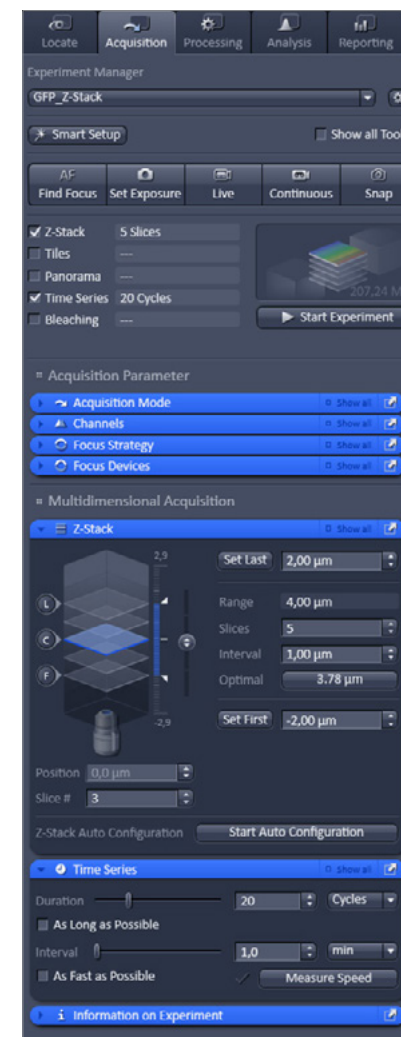 Locate Acquisition Processing Analysis Reporting
Experiment Manager
GFP_Z-Stack
Smart Setup Show all Tool
AF
Find Focus Set Exposure Live Continuous Snap
Z-Stack 5 Slices
Tiles ---
Panorama ---
207,24 M
Time Series 20 Cycles
Bleaching --- Start Experiment
Acquisition Parameter
Acquisition Mode Show all
Channels Show all
Focus Strategy Show all
Focus Devices Show all
Multidimensional Acquisition
Z-Stack Show all
2,9 Set Last 2,00 µm
L Range 4,00 µm
Slices 5
C Interval 1,00 µm
F Optimal 3.78 µm
-2,9 Set First -2,00 µm
Position 0,0 µm
Slice # 3
Z-Stack Auto Configuration Start Auto Configuration
Time Series Show all
Duration 20 Cycles
As Long as Possible
Interval 1,0 min
As Fast as Possible Measure Speed
i Information on Experiment